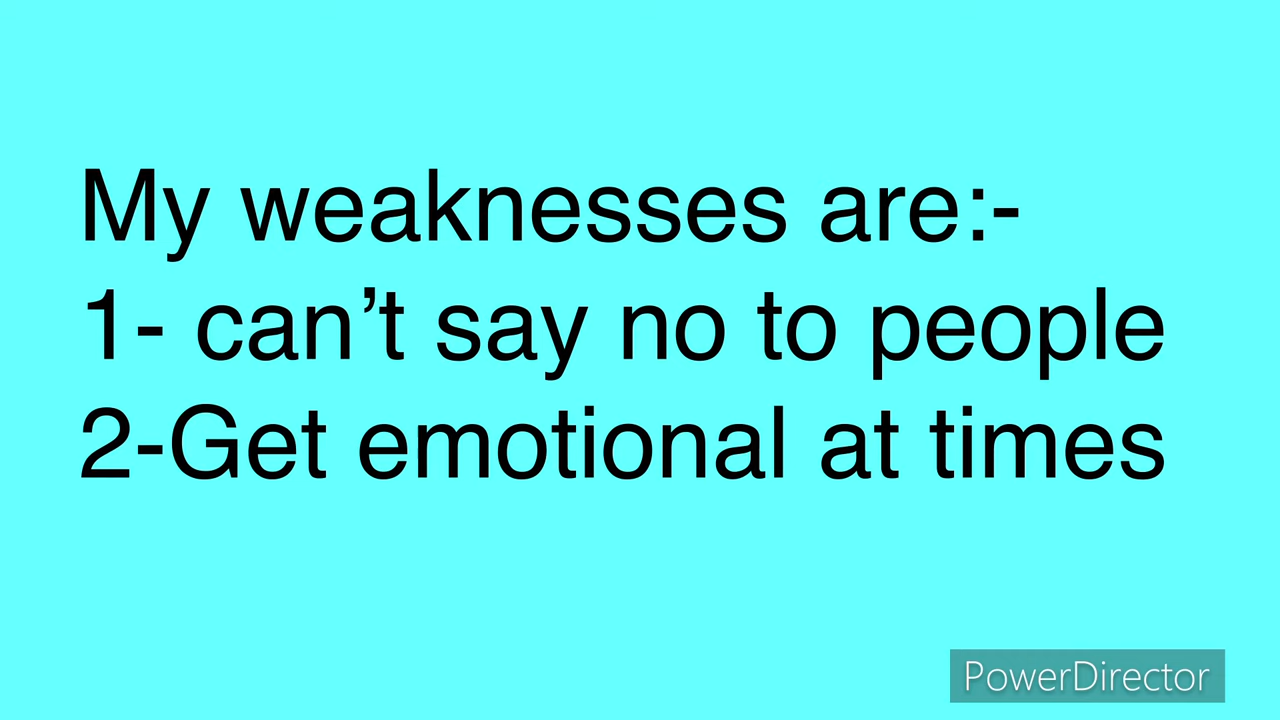 My weaknesses are:-
1- can’t say no to people
2-Get emotional at times
PowerDirector